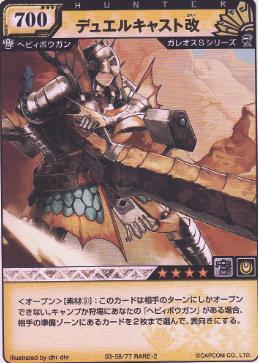 HUNTER
700
デュエルキャスト改
かい
ヘビィボウガン
ガレオスSシリーズ
<オープン>[素材③]:このカードは相手のターンにしかオープン
できない。キャンプか狩場にあなたの「ヘビィボウガン」がある場合、
相手の準備ゾーンにあるカードを2枚まで選んで、表向きにする。
Illustrated by dhr dhr
03-58/77 RARE-2
©CAPCOM CO., LTD.